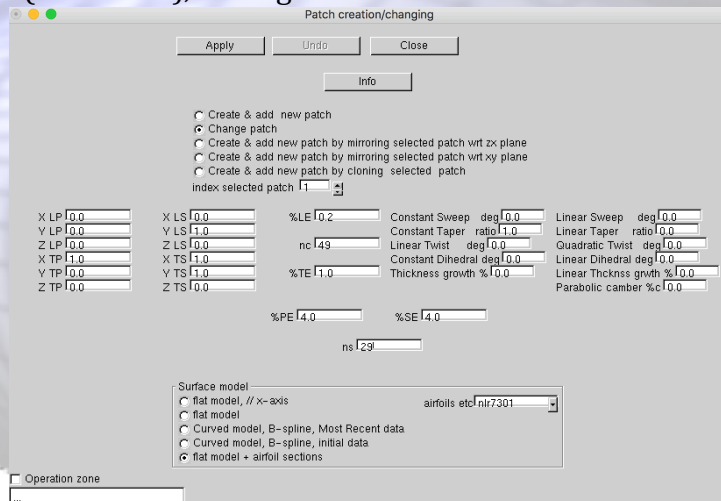 Patch creation/changing
Apply Undo Close
Info
Create & add new patch
Change patch
Create & add new patch by mirroring selected patch wrt zx plane
Create & add new patch by mirroring selected patch wrt xy plane
Create & add new patch by cloning selected patch
index selected patch 1
X LP 0.0 X LS 0.0 %LE 0.2 Constant Sweep deg 0.0 Linear Sweep deg 0.0
Y LP 0.0 Y LS 1.0 Constant Taper ratio 1.0 Linear Taper ratio 0.0
Z LP 0.0 Z LS 0.0 nc 49 Linear Twist deg 0.0 Quadratic Twist deg 0.0
X TP 1.0 X TS 1.0 Constant Dihedral deg 0.0 Linear Dihedral deg 0.0
Y TP 0.0 Y TS 1.0 %TE 1.0 Thickness growth % 0.0 Linear Thcknss grwth % 0.0
Z TP 0.0 Z TS 0.0 Parabolic camber %c 0.0
%PE 4.0 %SE 4.0
ns 29
Surface model
flat model, // x-axis airfoils etc nlr7301
flat model
Curved model, B-spline, Most Recent data
Curved model, B-spline, initial data
flat model + airfoil sections
Operation zone
...